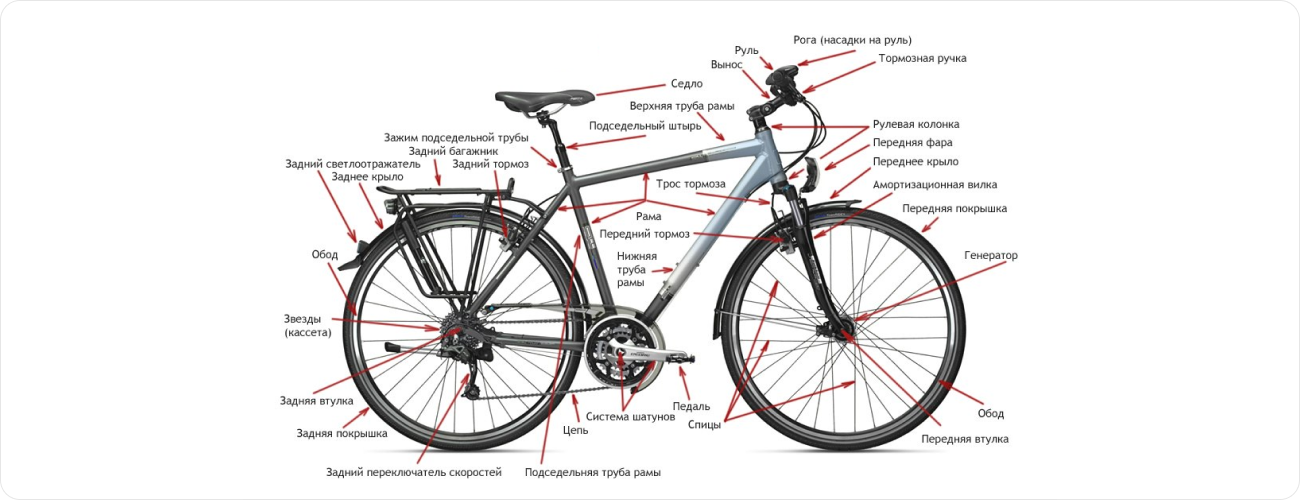 Рога (насадки на руль)
Руль
Тормозная ручка
Вынос
Седло
Верхняя труба рамы
Подседельный штырь
Рулевая колонка
Зажим подседельной трубы
Передняя фара
Задний багажник
Задний светлоотражатель
Задний тормоз
Переднее крыло
Заднее крыло
Трос тормоза
Амортизационная вилка
Передняя покрышка
Рама
Передний тормоз
Обод
Нижняя
труба
рамы
Генератор
Звезды
(кассета)
Задняя втулка
Педаль
Обод
Система шатунов
Спицы
Цепь
Задняя покрышка
Передняя втулка
Задний переключатель скоростей
Подседельняя труба рамы